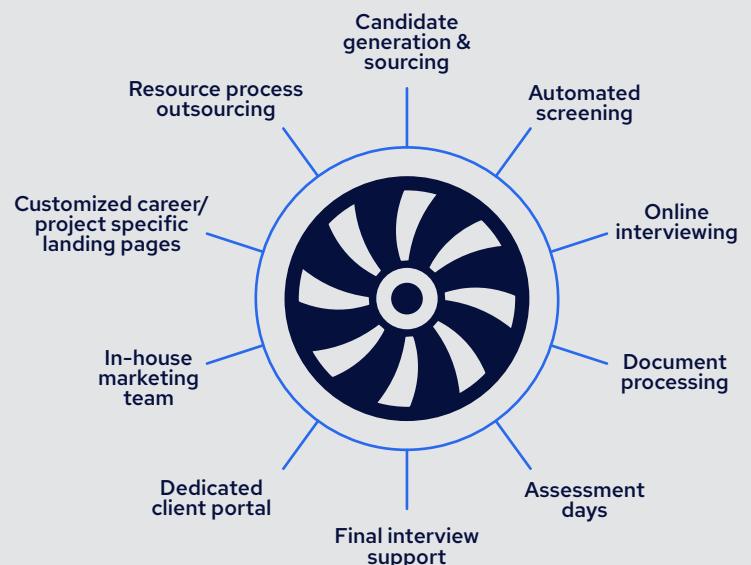 Candidate
generation &
sourcing
Automated
screening
Online
interviewing
Document
processing
Assessment
days
Final interview
support
Dedicated
client portal
In-house
marketing
team
Customized career/
project specific
landing pages
Resource process
outsourcing